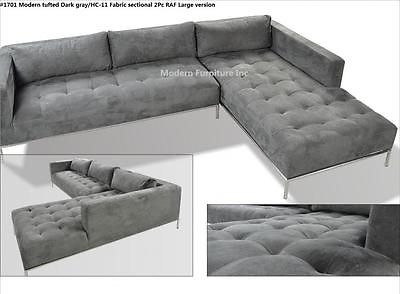 #1701 Modern tufted Dark gray/HC-11 Fabric sectional 2Pc RAF Large version
Modern Furniture Inc